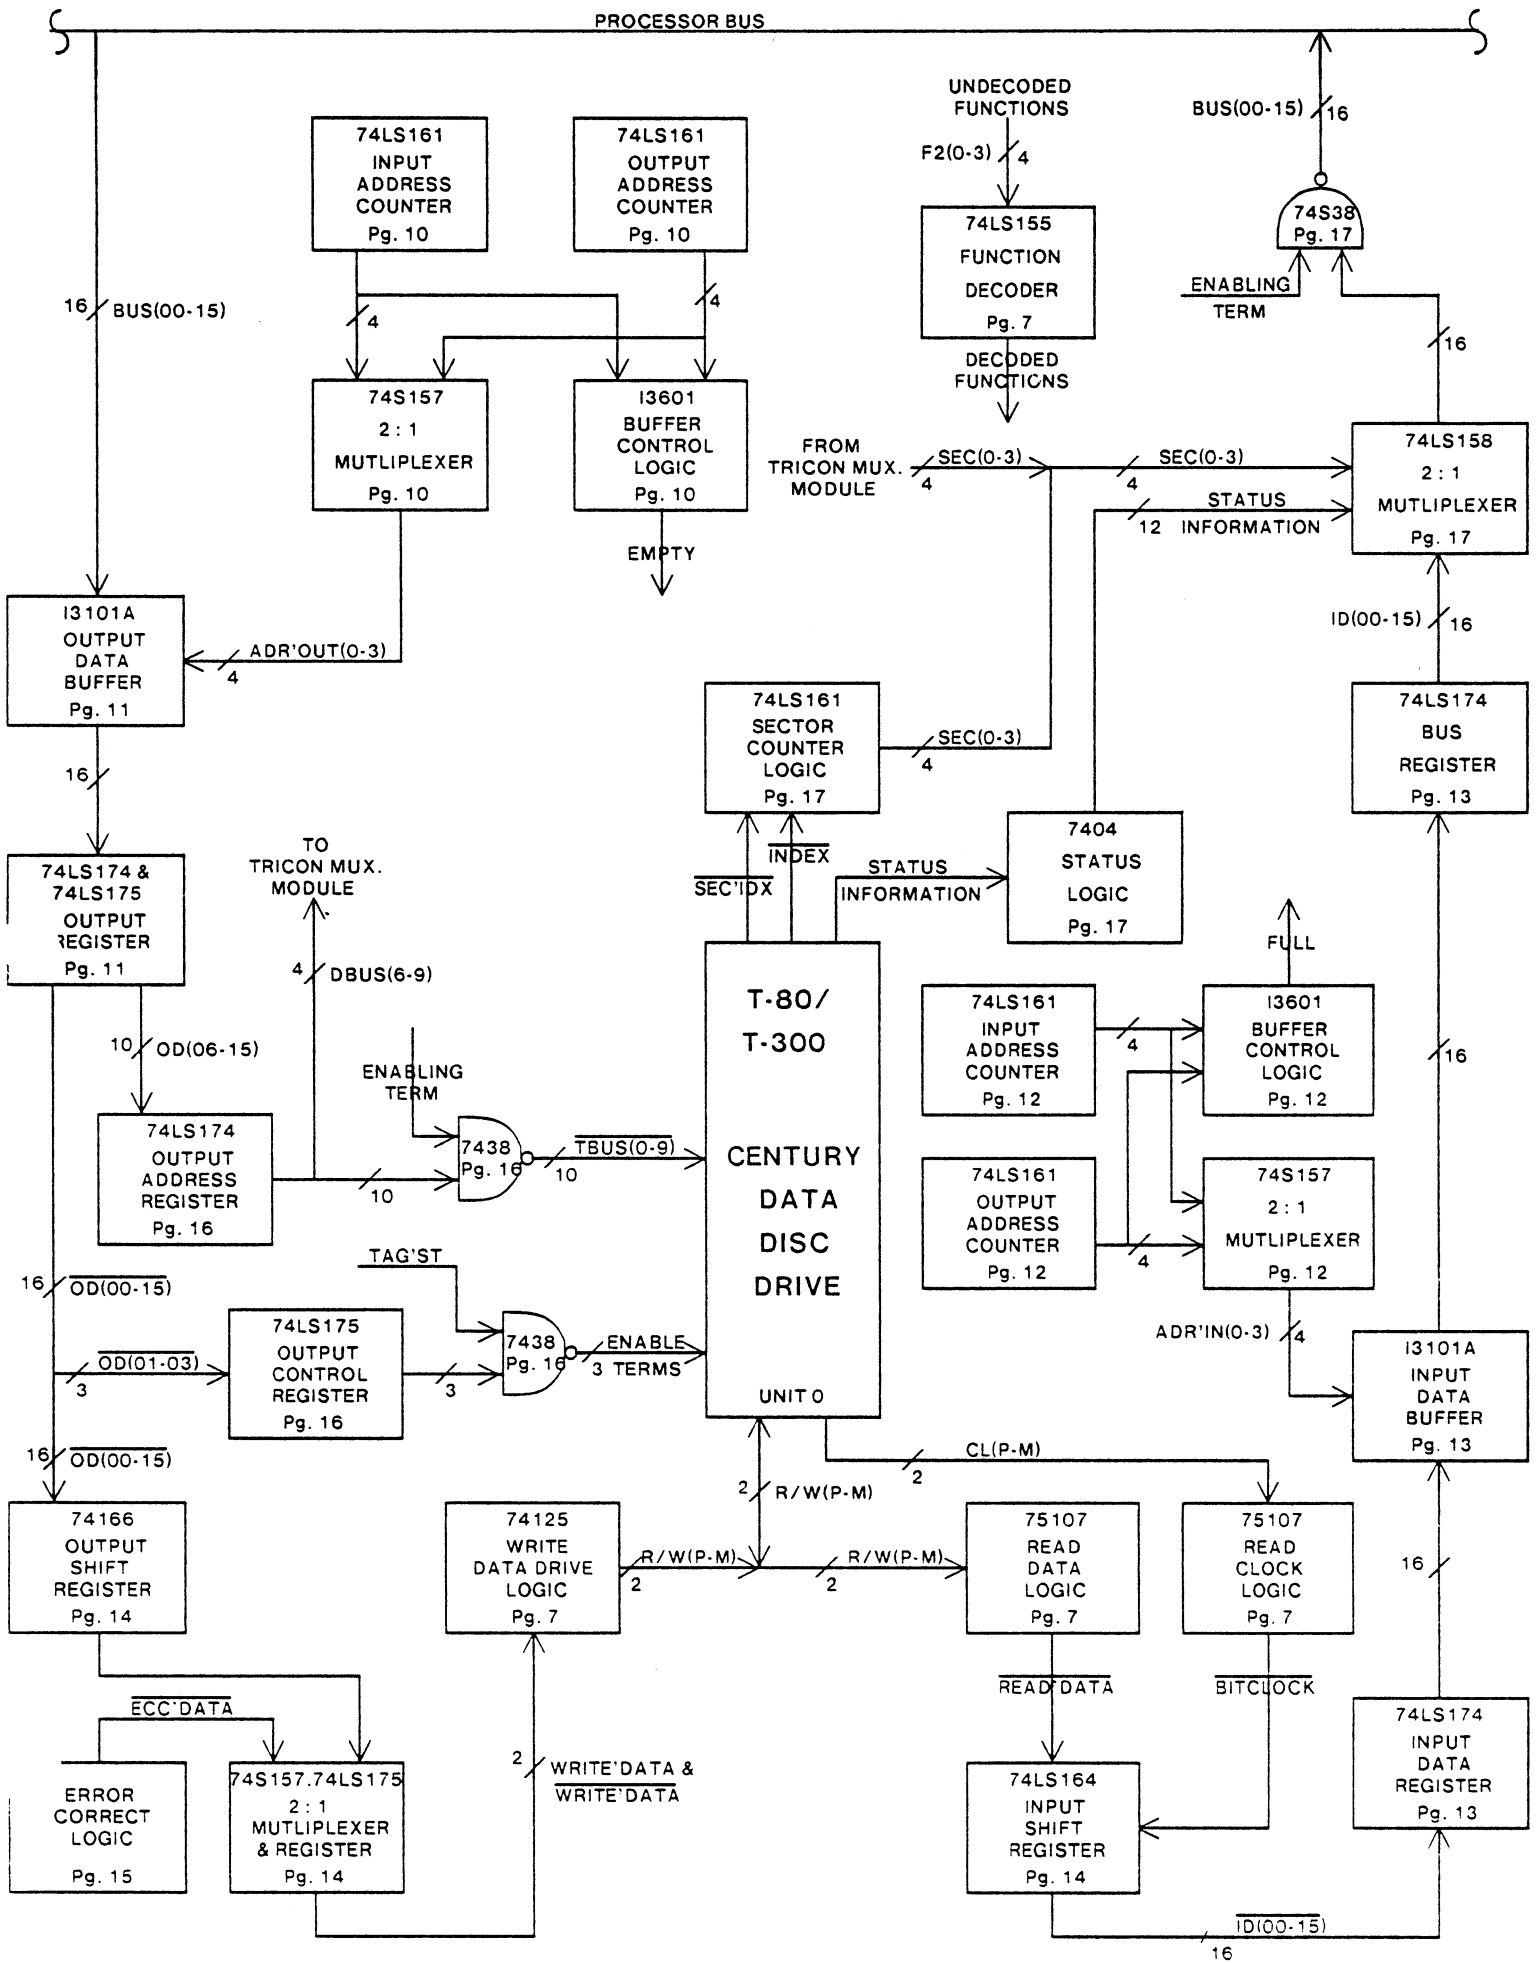 PROCESSOR BUS
16 BUS(00-15)
74LS161
INPUT
ADDRESS
COUNTER
Pg. 10
74LS161
OUTPUT
ADDRESS
COUNTER
Pg. 10
4
4
UNDECODED
FUNCTIONS
F2(0-3) 4
74LS155
FUNCTION
DECODER
Pg. 7
DECODED
FUNCTIONS
BUS(00-15) 16
74S38
Pg. 17
ENABLING
TERM
16
74S157
2 : 1
MUTLIPLEXER
Pg. 10
I3601
BUFFER
CONTROL
LOGIC
Pg. 10
EMPTY
FROM
TRICON MUX.
MODULE
SEC(0-3)
4
SEC(0-3)
4
STATUS
12 INFORMATION
74LS158
2 : 1
MUTLIPLEXER
Pg. 17
I3101A
OUTPUT
DATA
BUFFER
Pg. 11
ADR'OUT(0-3)
4
ID(00-15) 16
16
74LS161
SECTOR
COUNTER
LOGIC
Pg. 17
SEC(0-3)
4
74LS174
BUS
REGISTER
Pg. 13
74LS174 &
74LS175
OUTPUT
REGISTER
Pg. 11
TO
TRICON MUX.
MODULE
4 DBUS(6-9)
SEC'IDX
INDEX
STATUS
INFORMATION
7404
STATUS
LOGIC
Pg. 17
FULL
10 OD(06-15)
ENABLING
TERM
T-80/
T-300
CENTURY
DATA
DISC
DRIVE
UNIT 0
74LS161
INPUT
ADDRESS
COUNTER
Pg. 12
4
I3601
BUFFER
CONTROL
LOGIC
Pg. 12
16
74LS174
OUTPUT
ADDRESS
REGISTER
Pg. 16
10
7438
Pg. 16
TBUS(0-9)
10
74LS161
OUTPUT
ADDRESS
COUNTER
Pg. 12
4
74S157
2 : 1
MUTLIPLEXER
Pg. 12
16 OD(00-15)
TAG'ST
OD(01-03)
3
74LS175
OUTPUT
CONTROL
REGISTER
Pg. 16
3
7438
Pg. 16
ENABLE
3 TERMS
ADR'IN(0-3) 4
I3101A
INPUT
DATA
BUFFER
Pg. 13
16 OD(00-15)
2 R/W(P-M)
CL(P-M)
2
74166
OUTPUT
SHIFT
REGISTER
Pg. 14
74125
WRITE
DATA DRIVE
LOGIC
Pg. 7
R/W(P-M)
2
R/W(P-M)
2
75107
READ
DATA
LOGIC
Pg. 7
75107
READ
CLOCK
LOGIC
Pg. 7
16
ECC'DATA
READ'DATA
BITCLOCK
ERROR
CORRECT
LOGIC
Pg. 15
74S157.74LS175
2 : 1
MUTLIPLEXER
& REGISTER
Pg. 14
2 WRITE'DATA &
WRITE'DATA
74LS164
INPUT
SHIFT
REGISTER
Pg. 14
74LS174
INPUT
DATA
REGISTER
Pg. 13
ID(00-15)
16